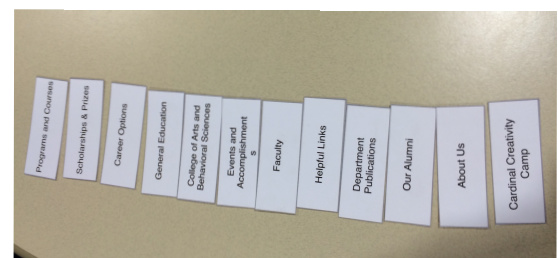 Programs and Courses
Scholarships & Prizes
Career Options
General Education
College of Arts and
Behavioral Sciences
Events and
Accomplishment
s
Faculty
Helpful Links
Department
Publications
Our Alumni
About Us
Cardinal Creativity
Camp